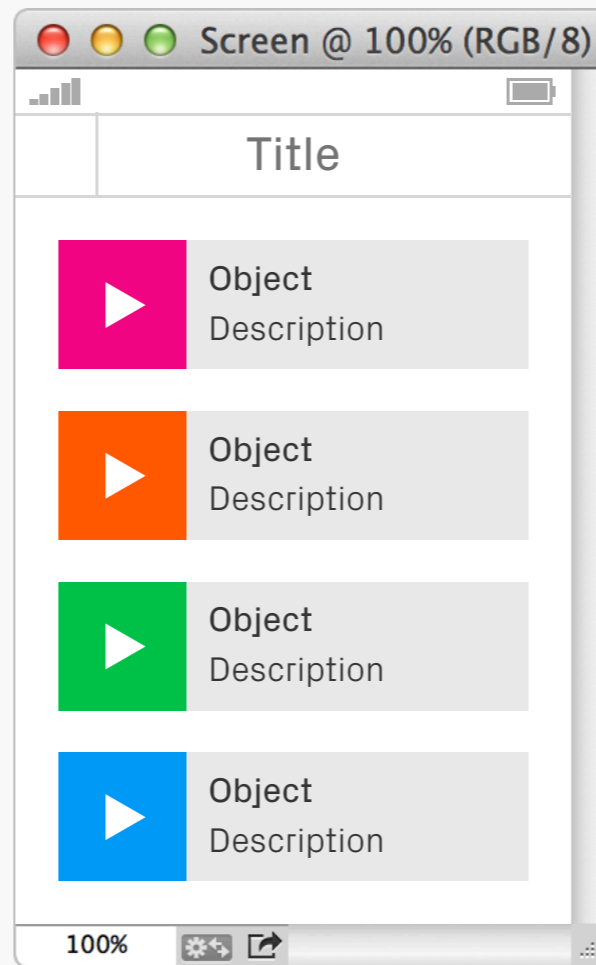 Screen @ 100% (RGB/8)
Title
Object
Description
Object
Description
Object
Description
Object
Description
100%